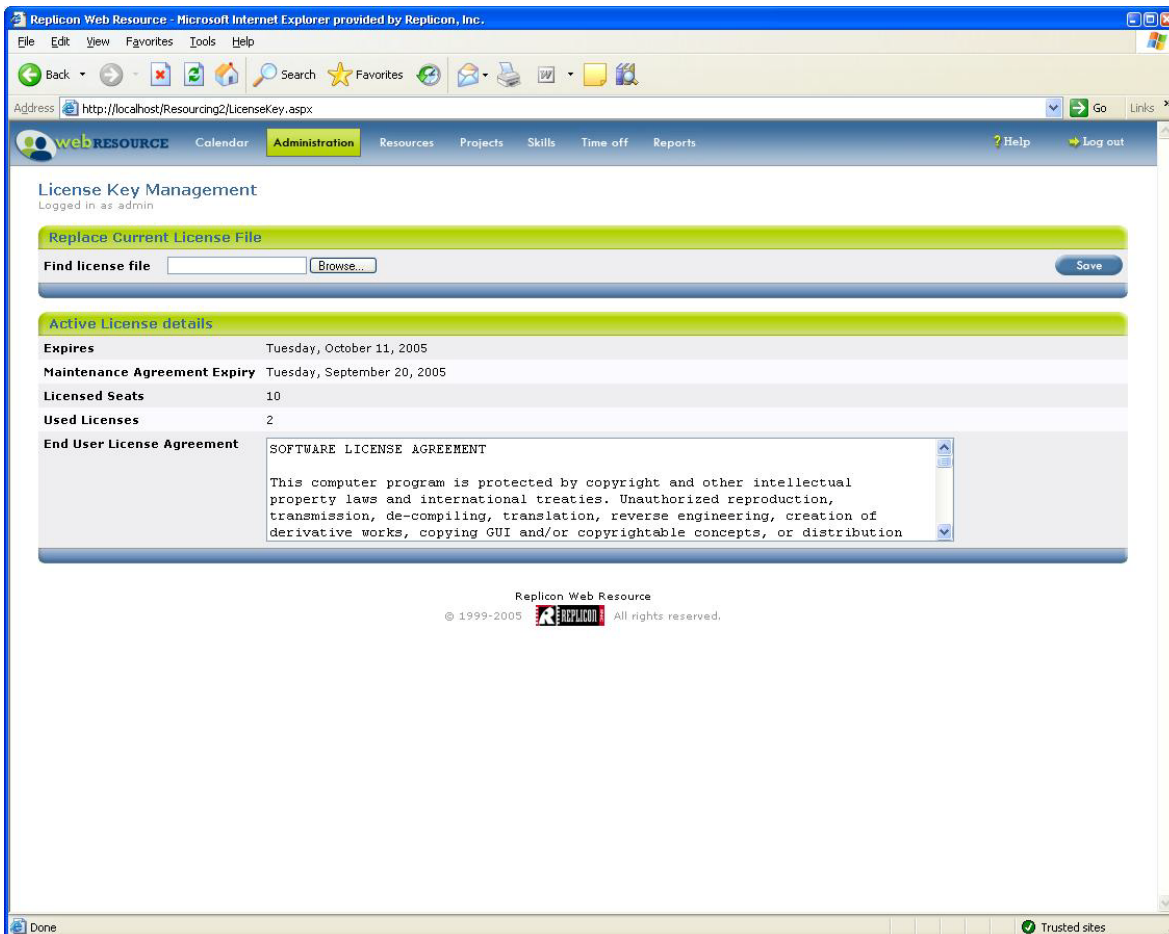 Replicon Web Resource - Microsoft Internet Explorer provided by Replicon, Inc.
File Edit View Favorites Tools Help
Back Search Favorites
Address http://localhost/Resourcing2/LicenseKey.aspx Go Links »
web RESOURCE Calendar Administration Resources Projects Skills Time off Reports ? Help Log out
License Key Management
Logged in as admin
Replace Current License File
Find license file Browse... Save
Active License details
Expires Tuesday, October 11, 2005
Maintenance Agreement Expiry Tuesday, September 20, 2005
Licensed Seats 10
Used Licenses 2
End User License Agreement SOFTWARE LICENSE AGREEMENT
This computer program is protected by copyright and other intellectual
property laws and international treaties. Unauthorized reproduction,
transmission, de-compiling, translation, reverse engineering, creation of
derivative works, copying GUI and/or copyrightable concepts, or distribution
Replicon Web Resource
© 1999-2005 R REPLICON All rights reserved.
Done Trusted sites